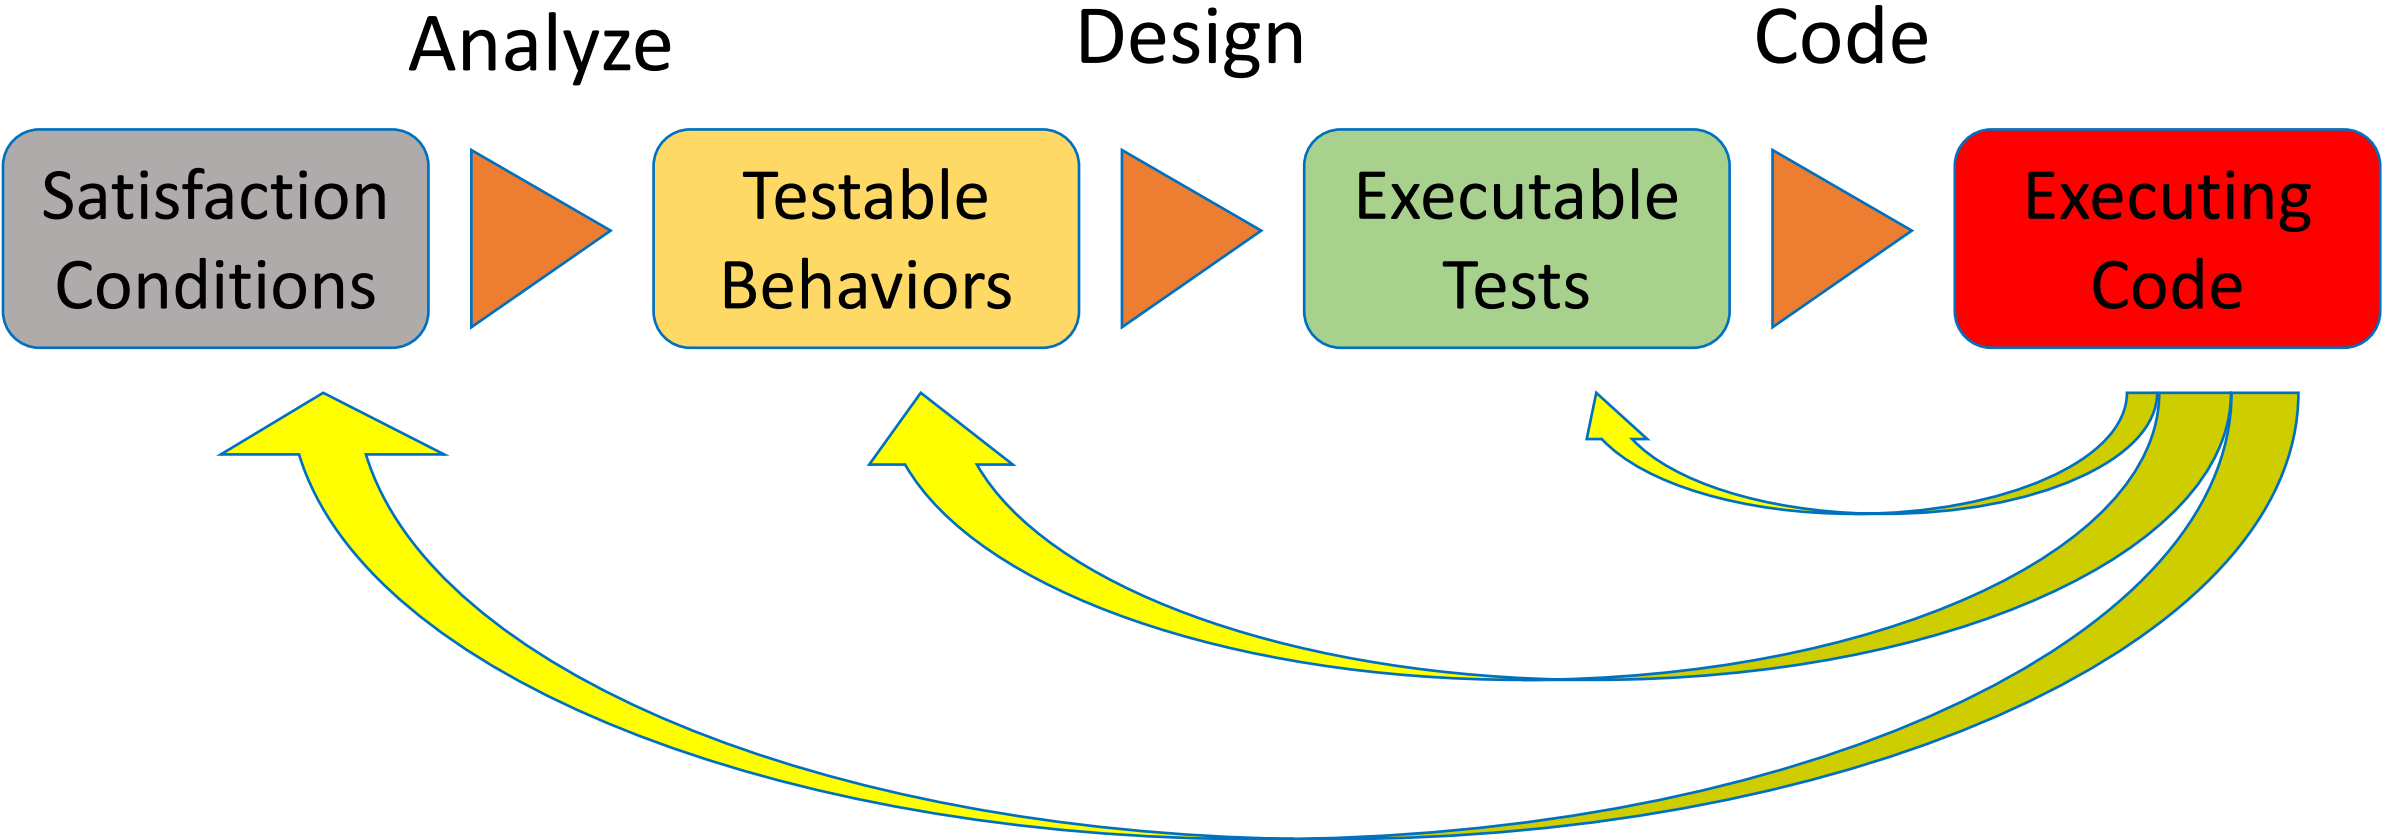 Analyze
Design
Code
Satisfaction
Conditions
Testable
Behaviors
Executable
Tests
Executing
Code